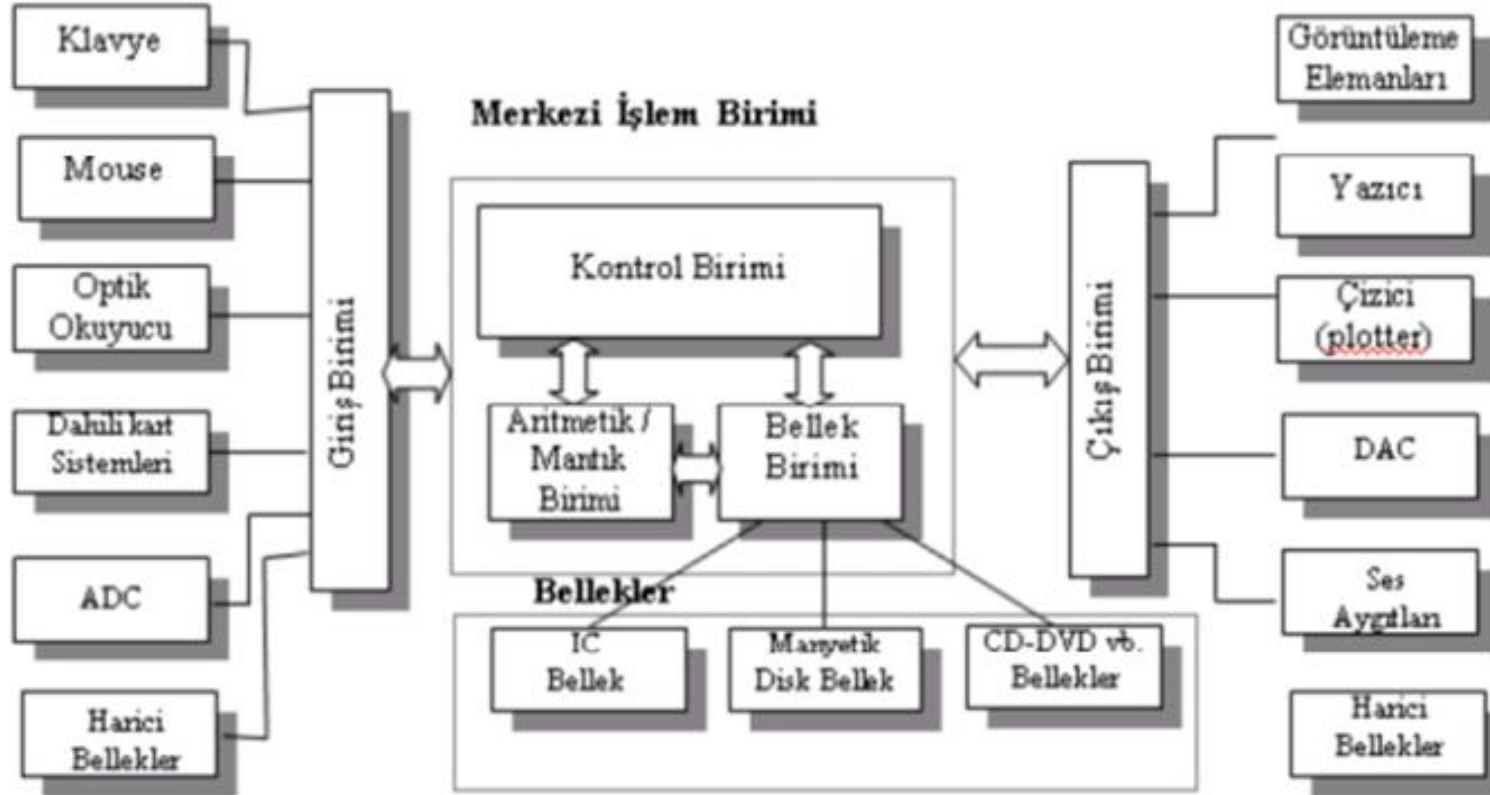 Klavye
Mouse
Optik
Okuyucu
Dahili kart
Sistemleri
ADC
Harici
Bellekler
Giriş Birimi
Merkezi İşlem Birimi
Kontrol Birimi
Aritmetik /
Mantık
Birimi
Bellek
Birimi
Bellekler
IC
Bellek
Manyetik
Disk Bellek
CD-DVD vb.
Bellekler
Çıkış Birimi
Görüntüleme
Elemanları
Yazıcı
Çizici
(plotter)
DAC
Ses
Aygıtları
Harici
Bellekler